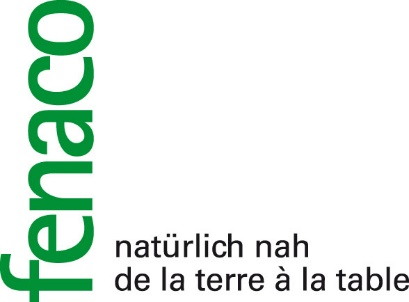 fenaco
natürlich nah
de la terre à la table